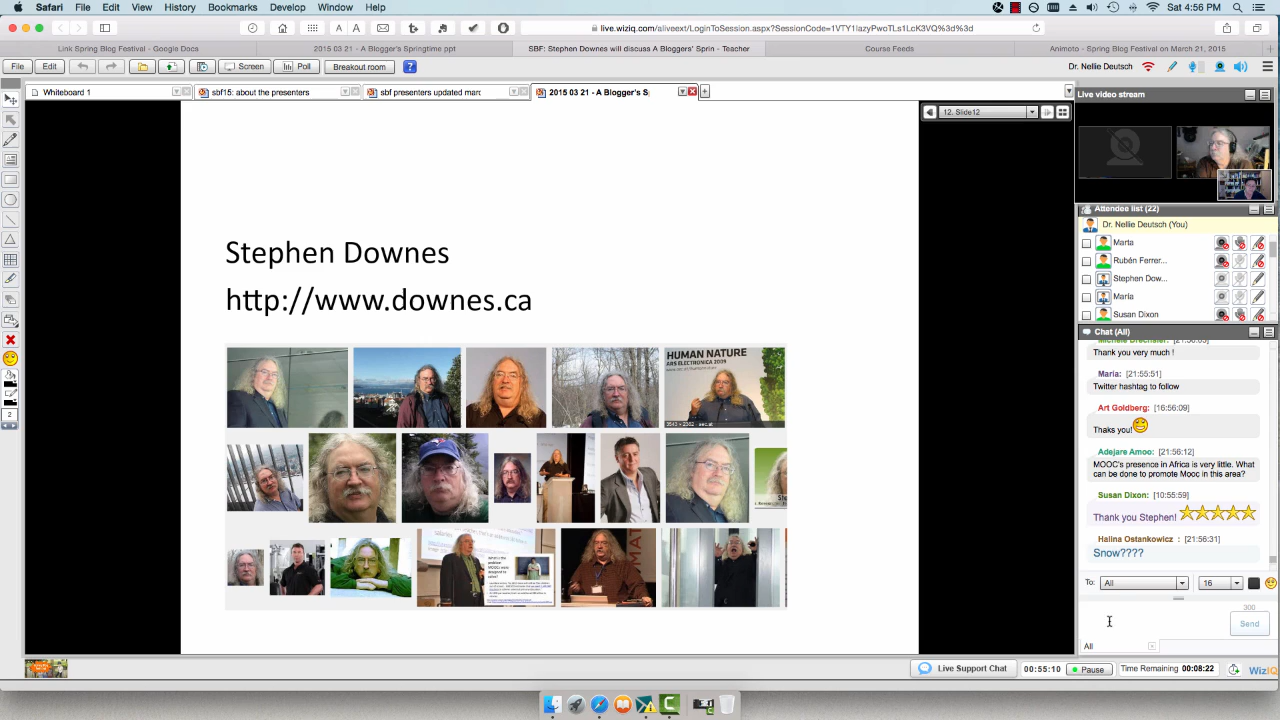 Safari File Edit View History Bookmarks Develop Window Help
Sat 4:56 PM
live.wiziq.com/aliveext/LoginToSession.aspx?SessionCode=1VTY1IazyPwoTLs1LcK3VQ%3d%3d
Link Spring Blog Festival - Google Docs
2015 03 21 - A Blogger's Springtime ppt
SBF: Stephen Downes will discuss A Bloggers' Sprin - Teacher
Course Feeds
Animoto - Spring Blog Festival on March 21, 2015
File Edit Screen Poll Breakout room ?
Dr. Nellie Deutsch
Whiteboard 1
sbf15: about the presenters
sbf presenters updated marc
2015 03 21 - A Blogger's S
12. Slide12
Live video stream
Stephen Downes
http://www.downes.ca
HUMAN NATURE
ARS ELECTRONICA 2009
Attendee list (22)
Dr. Nellie Deutsch (You)
Marta
Rubén Ferrer...
Stephen Dow...
María
Susan Dixon
Chat (All)
Thank you very much !
María: [21:55:51]
Twitter hashtag to follow
Art Goldberg: [16:56:09]
Thaks you!
Adejare Amoo: [21:56:12]
MOOC's presence in Africa is very little. What
can be done to promote Mooc in this area?
Susan Dixon: [10:55:59]
Thank you Stephen!
Halina Ostankowicz : [21:56:31]
Snow????
To: All 16
300
Send
All
2
Live Support Chat
00:55:10
Pause
Time Remaining 00:08:22
WizIQ